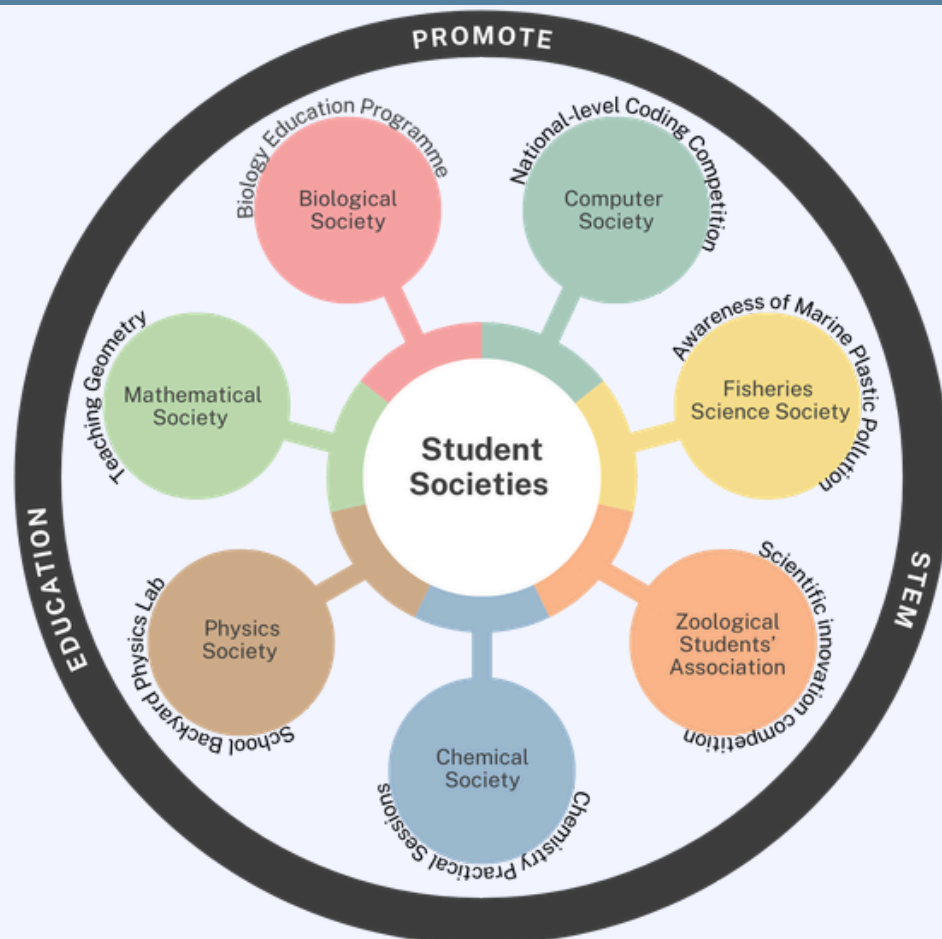 PROMOTE
STEM
EDUCATION
Student
Societies
Biology Education Programme
Biological
Society
National-level Coding Competition
Computer
Society
Awareness of Marine Plastic Pollution
Fisheries
Science Society
Scientific innovation competition
Zoological
Students’
Association
Chemistry Practical Sessions
Chemical
Society
School Backyard Physics Lab
Physics
Society
Teaching Geometry
Mathematical
Society